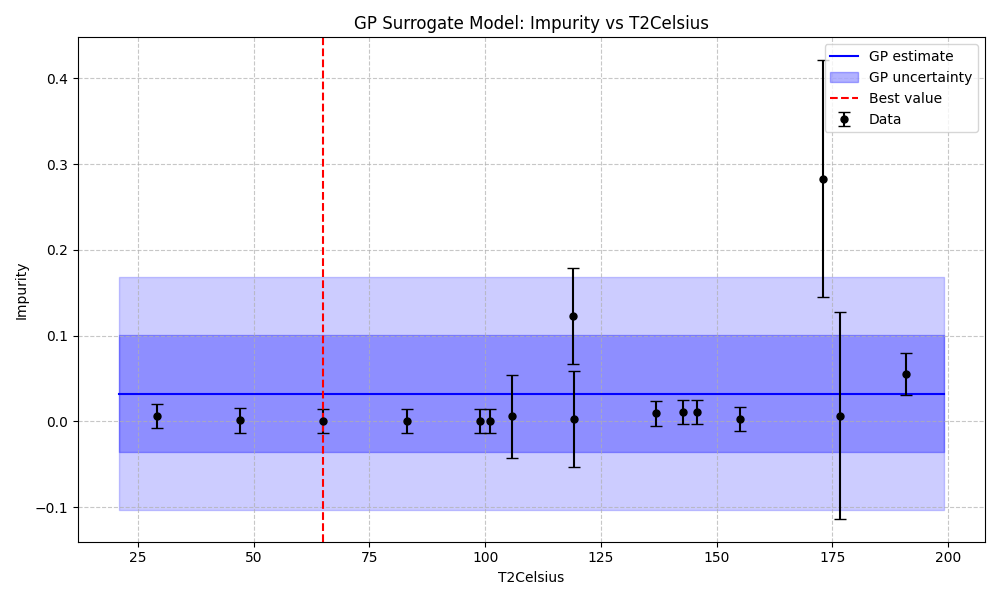 GP Surrogate Model: Impurity vs T2Celsius
GP estimate
GP uncertainty
Best value
Data
Impurity
0.4
0.3
0.2
0.1
0.0
−0.1
25
50
75
100
125
150
175
200
T2Celsius